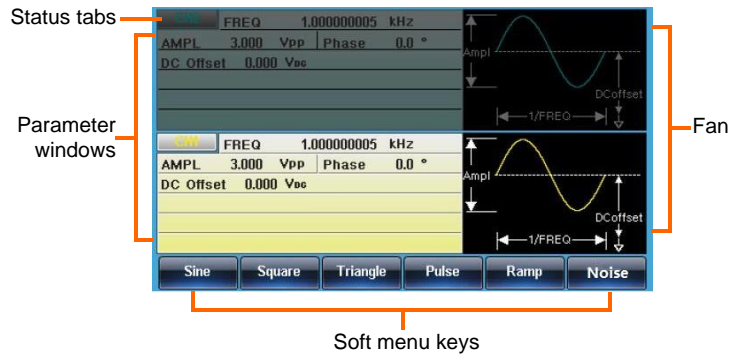 Status tabs
CH2 FREQ 1.000000005 kHz
AMPL 3.000 Vpp Phase 0.0 °
DC Offset 0.000 VDC
Ampl
DCoffset
1/FREQ
Parameter windows
Fan
CH1 FREQ 1.000000005 kHz
AMPL 3.000 Vpp Phase 0.0 °
DC Offset 0.000 VDC
Ampl
DCoffset
1/FREQ
Sine Square Triangle Pulse Ramp Noise
Soft menu keys